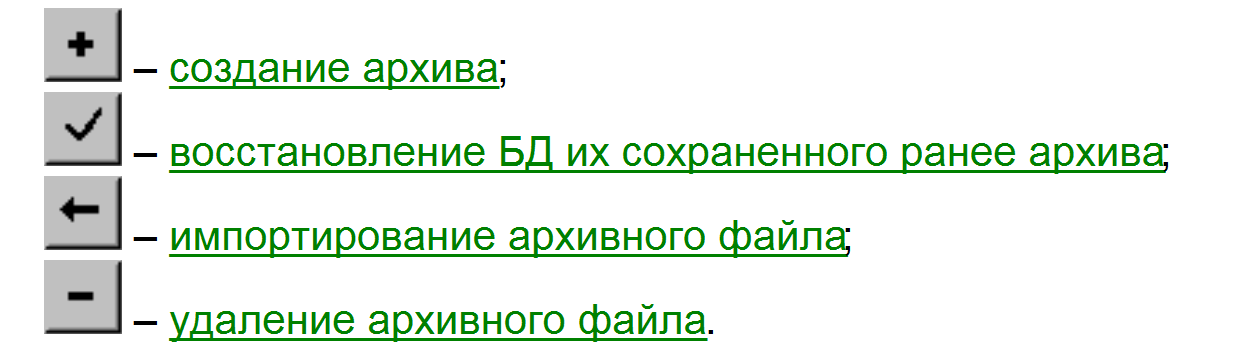 – создание архива;
– восстановление БД их сохраненного ранее архива;
– импортирование архивного файла;
– удаление архивного файла.